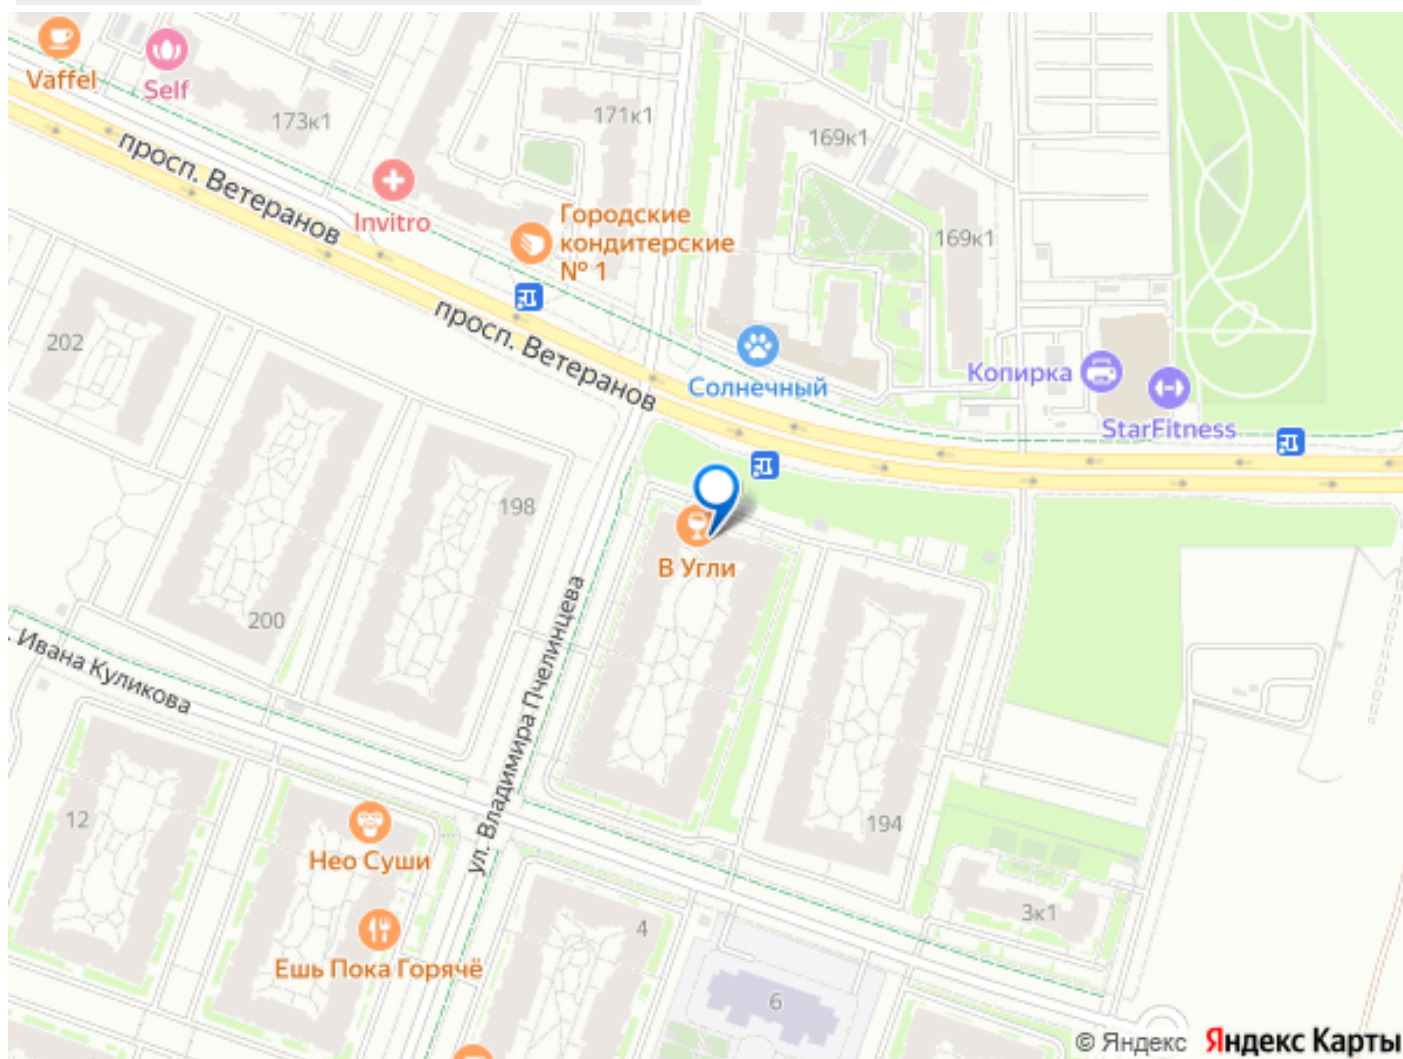 Vaffel
Self
173к1
171к1
169к1
просп. Ветеранов
Invitro
Городские
кондитерские
№ 1
169к1
202
просп. Ветеранов
Солнечный
Копирка
StarFitness
198
В Угли
200
ул. Владимира Пчелинцева
. Ивана Куликова
12
194
Нео Суши
3к1
4
Ешь Пока Горячё
6
© Яндекс Яндекс Карты